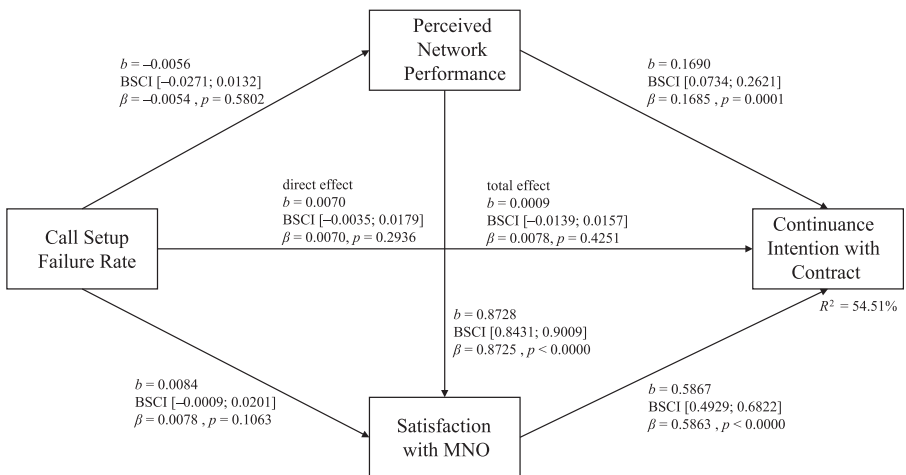 Perceived
Network
Performance
b = –0.0056
BSCI [–0.0271; 0.0132]
β = –0.0054 , p = 0.5802
b = 0.1690
BSCI [0.0734; 0.2621]
β = 0.1685 , p = 0.0001
direct effect
b = 0.0070
BSCI [–0.0035; 0.0179]
β = 0.0070, p = 0.2936
total effect
b = 0.0009
BSCI [–0.0139; 0.0157]
β = 0.0078, p = 0.4251
Call Setup
Failure Rate
Continuance
Intention with
Contract
R² = 54.51%
b = 0.8728
BSCI [0.8431; 0.9009]
β = 0.8725 , p < 0.0000
b = 0.0084
BSCI [–0.0009; 0.0201]
β = 0.0078 , p = 0.1063
b = 0.5867
BSCI [0.4929; 0.6822]
β = 0.5863 , p < 0.0000
Satisfaction
with MNO